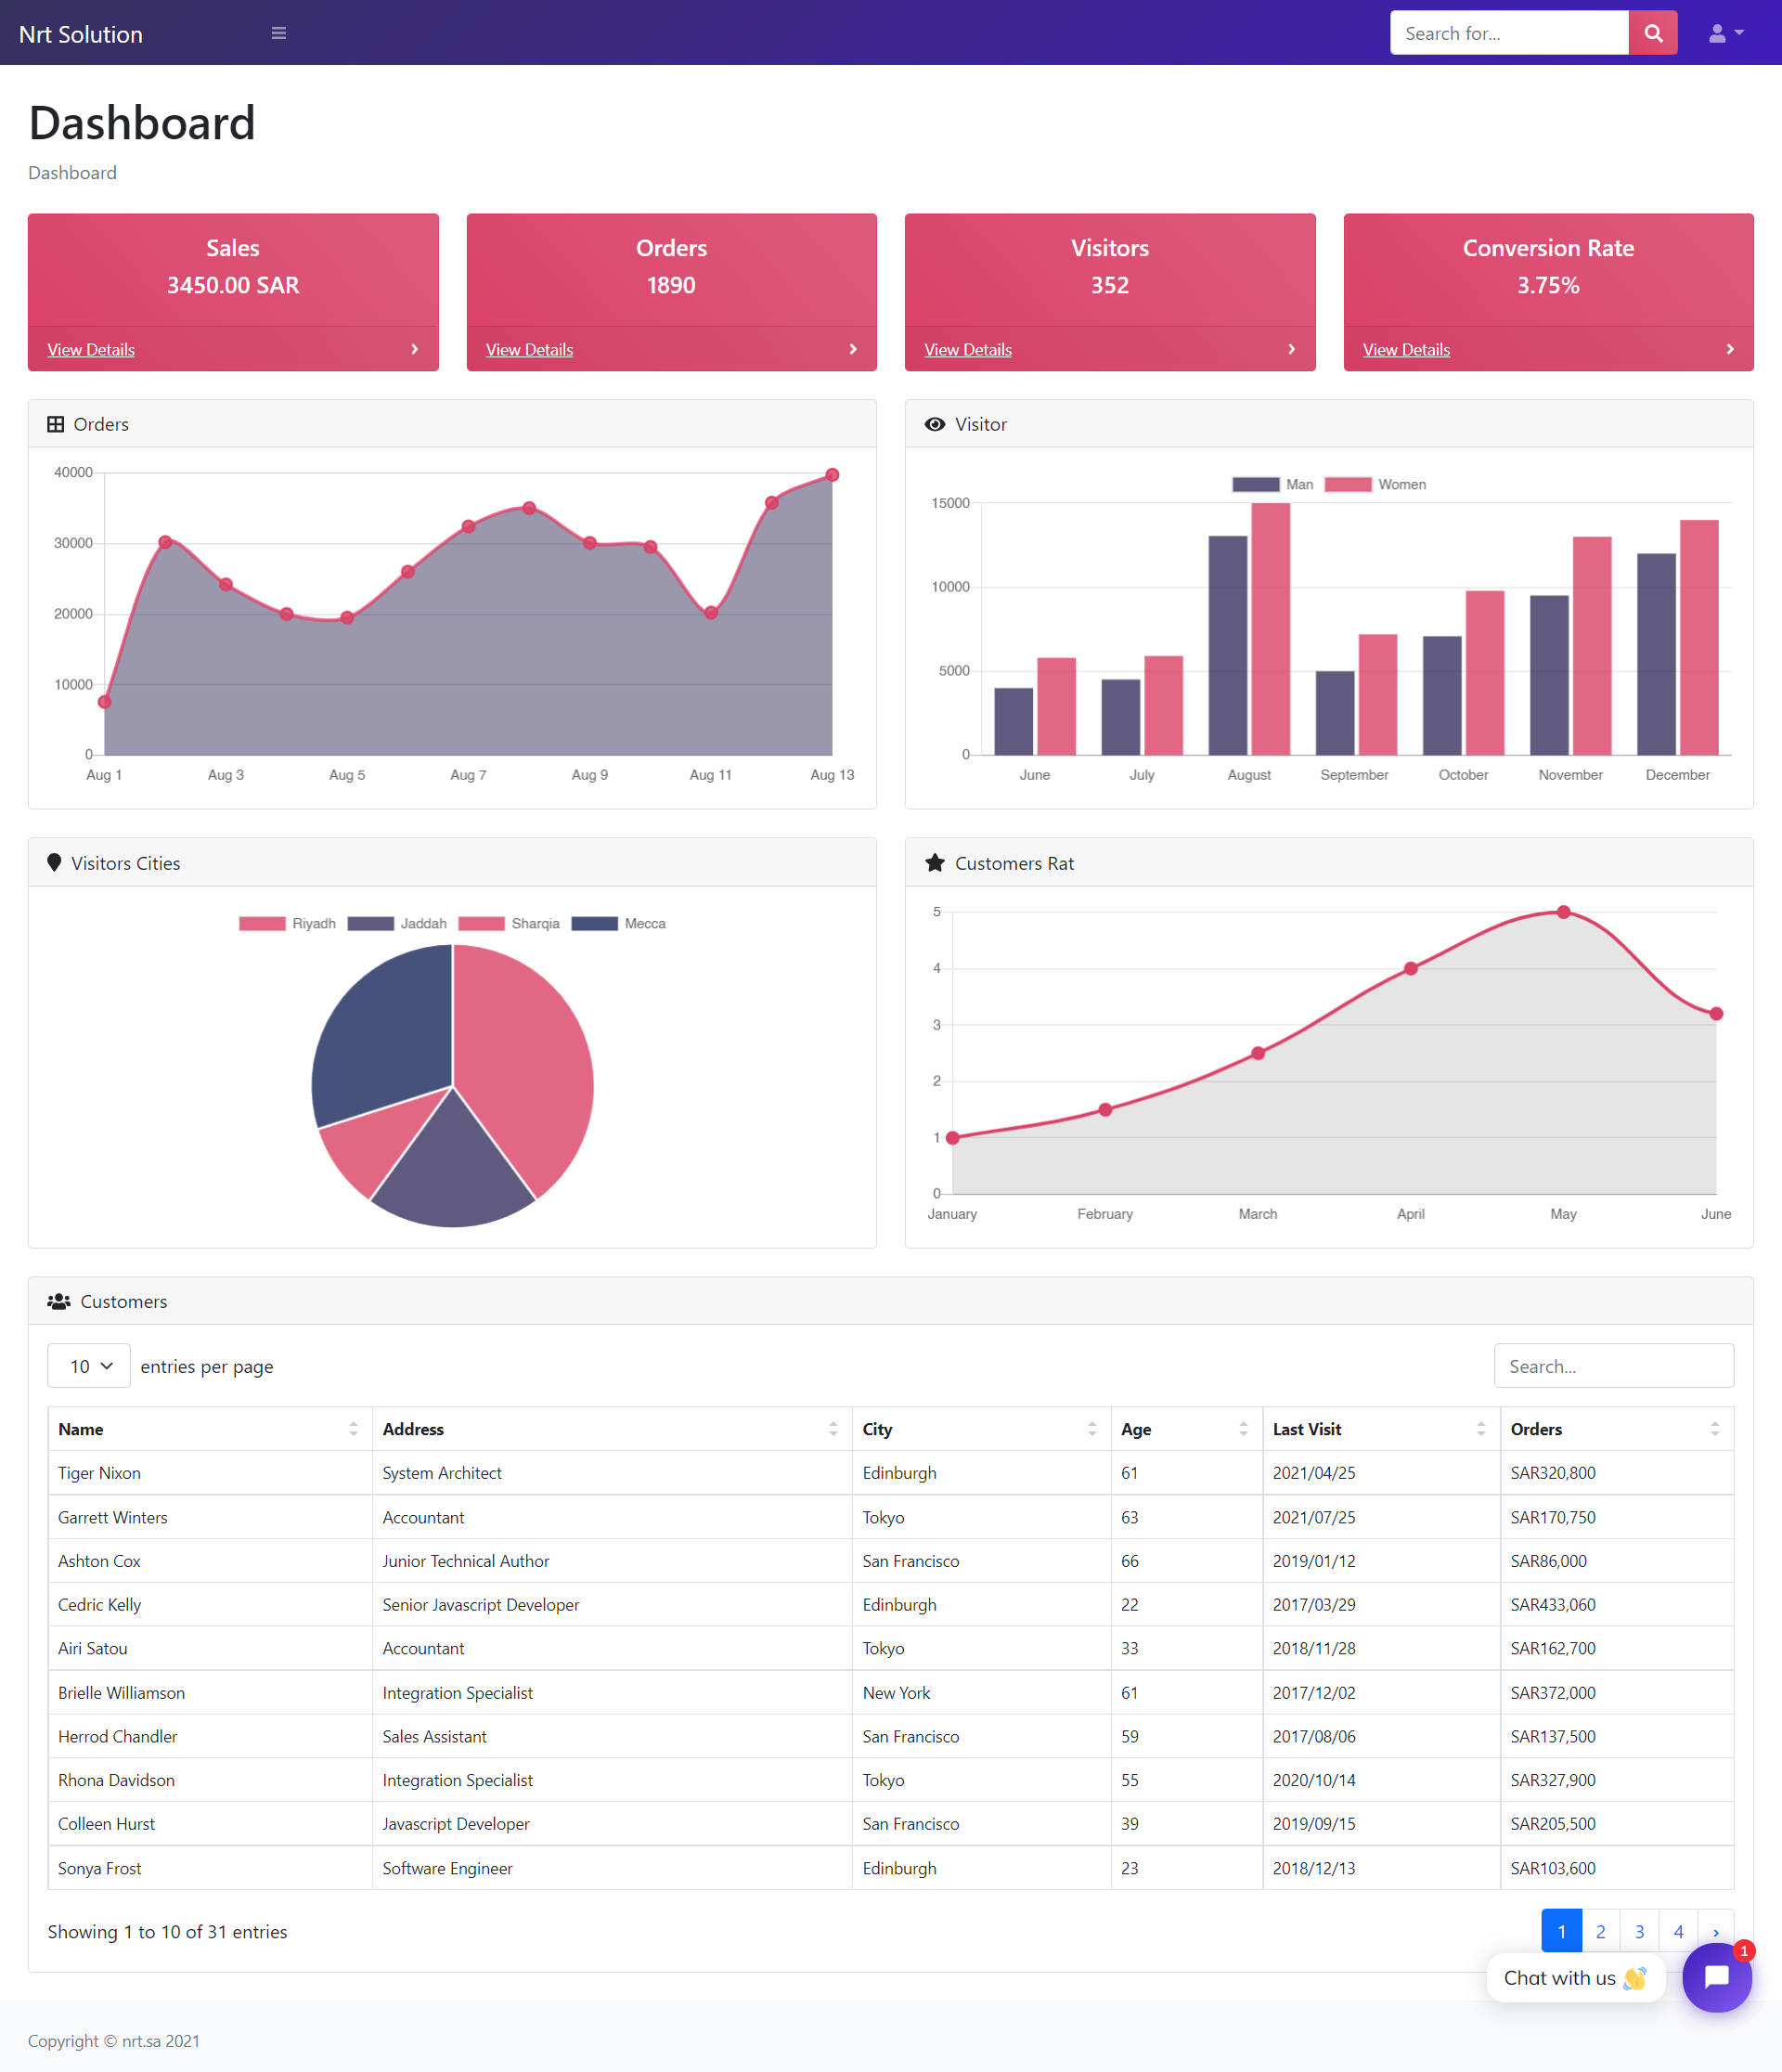 Nrt Solution
Search for...
Dashboard
Dashboard
Sales
3450.00 SAR
View Details
Orders
1890
View Details
Visitors
352
View Details
Conversion Rate
3.75%
View Details
Orders
40000
30000
20000
10000
0
Aug 1 Aug 3 Aug 5 Aug 7 Aug 9 Aug 11 Aug 13
Visitor
Man Women
15000
10000
5000
0
June July August September October November December
Visitors Cities
Riyadh Jaddah Sharqia Mecca
Customers Rat
5
4
3
2
1
0
January February March April May June
Customers
10 entries per page
Search...
Name Address City Age Last Visit Orders
Tiger Nixon System Architect Edinburgh 61 2021/04/25 SAR320,800
Garrett Winters Accountant Tokyo 63 2021/07/25 SAR170,750
Ashton Cox Junior Technical Author San Francisco 66 2019/01/12 SAR86,000
Cedric Kelly Senior Javascript Developer Edinburgh 22 2017/03/29 SAR433,060
Airi Satou Accountant Tokyo 33 2018/11/28 SAR162,700
Brielle Williamson Integration Specialist New York 61 2017/12/02 SAR372,000
Herrod Chandler Sales Assistant San Francisco 59 2017/08/06 SAR137,500
Rhona Davidson Integration Specialist Tokyo 55 2020/10/14 SAR327,900
Colleen Hurst Javascript Developer San Francisco 39 2019/09/15 SAR205,500
Sonya Frost Software Engineer Edinburgh 23 2018/12/13 SAR103,600
Showing 1 to 10 of 31 entries
1 2 3 4 ›
1
Chat with us 👋
Copyright © nrt.sa 2021